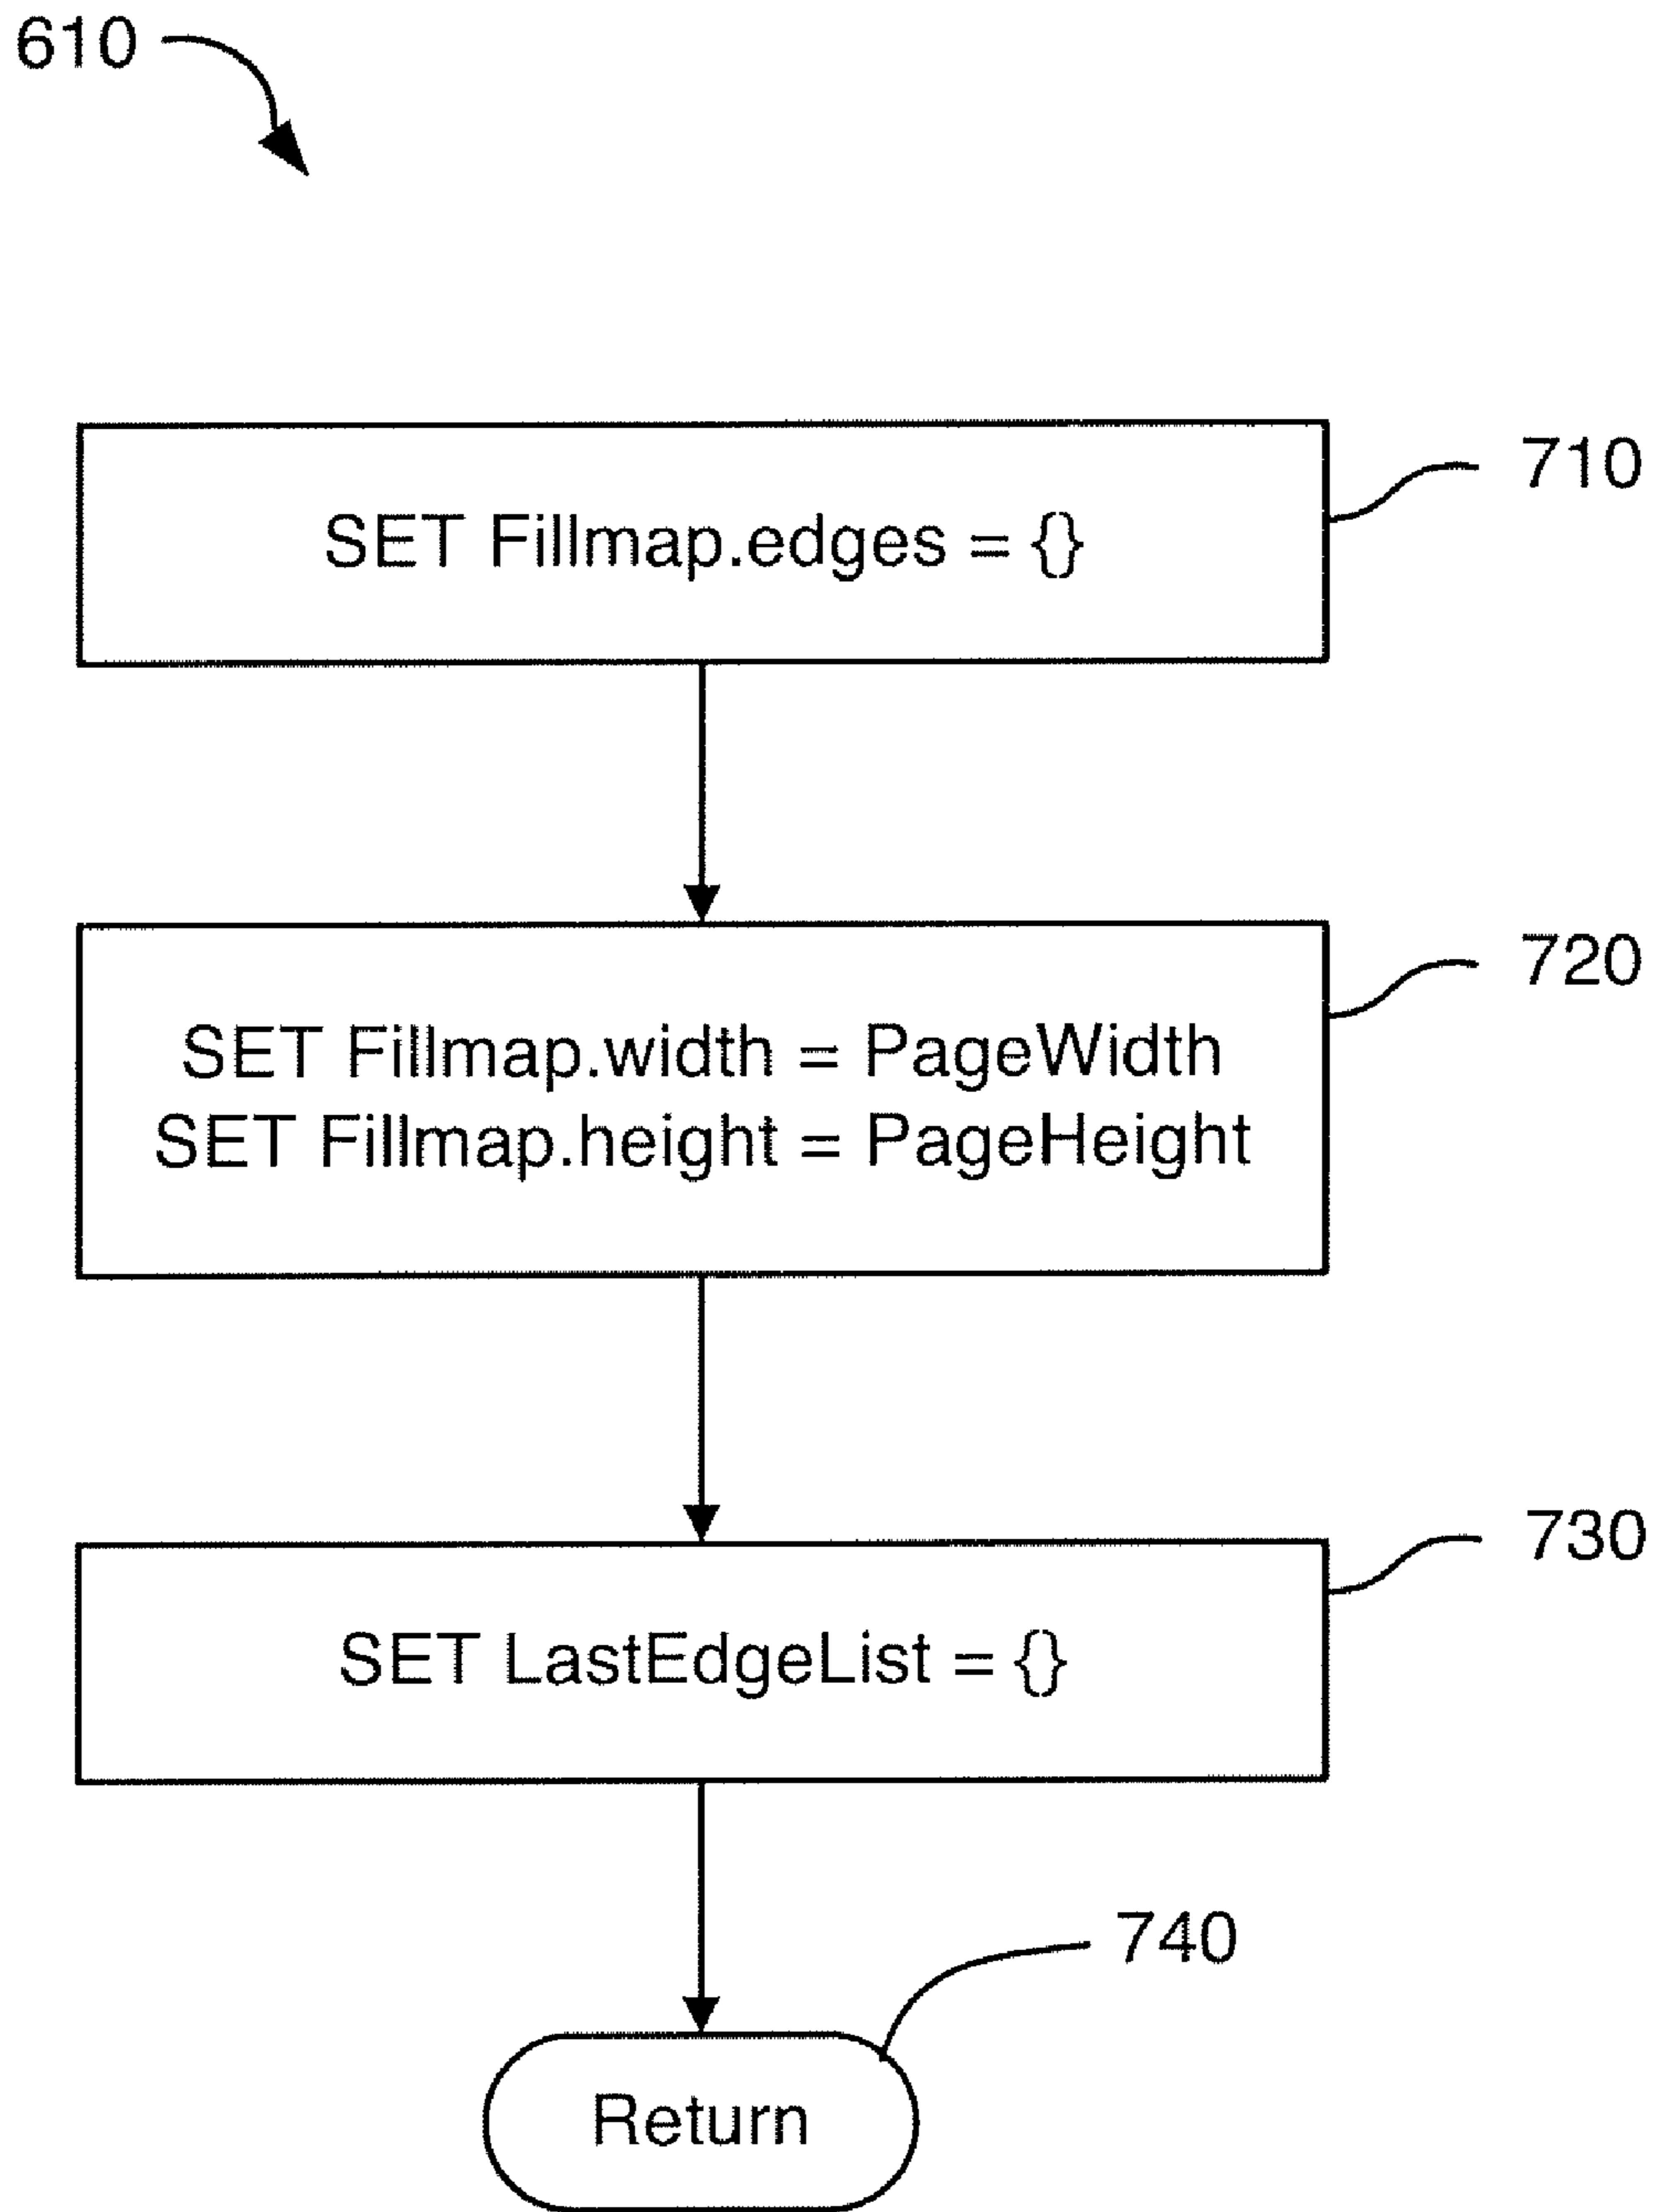 610
SET Fillmap.edges = {}
710
SET Fillmap.width = PageWidth
SET Fillmap.height = PageHeight
720
SET LastEdgeList = {}
730
Return
740